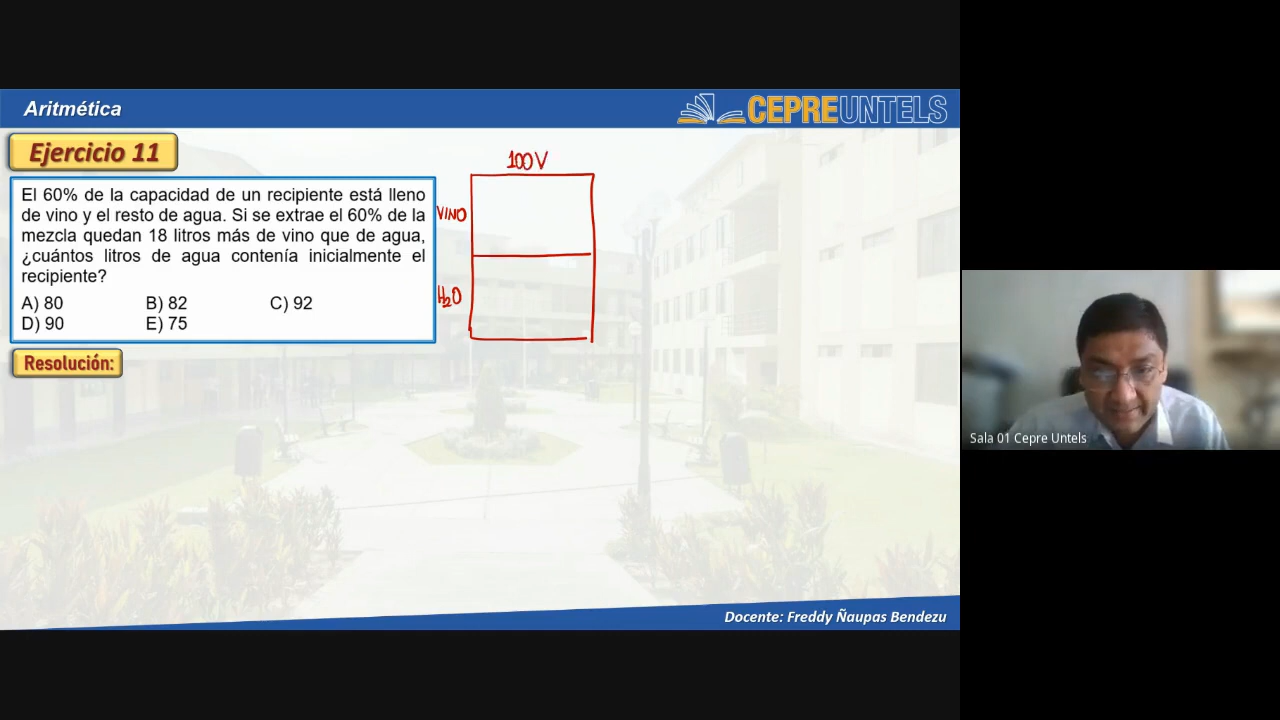 Aritmética
CEPREUNTELS
Ejercicio 11
El 60% de la capacidad de un recipiente está lleno
de vino y el resto de agua. Si se extrae el 60% de la
mezcla quedan 18 litros más de vino que de agua,
¿cuántos litros de agua contenía inicialmente el
recipiente?
A) 80 B) 82 C) 92
D) 90 E) 75
100V
VINO
H2O
Resolución:
Sala 01 Cepre Untels
Docente: Freddy Ñaupas Bendezu